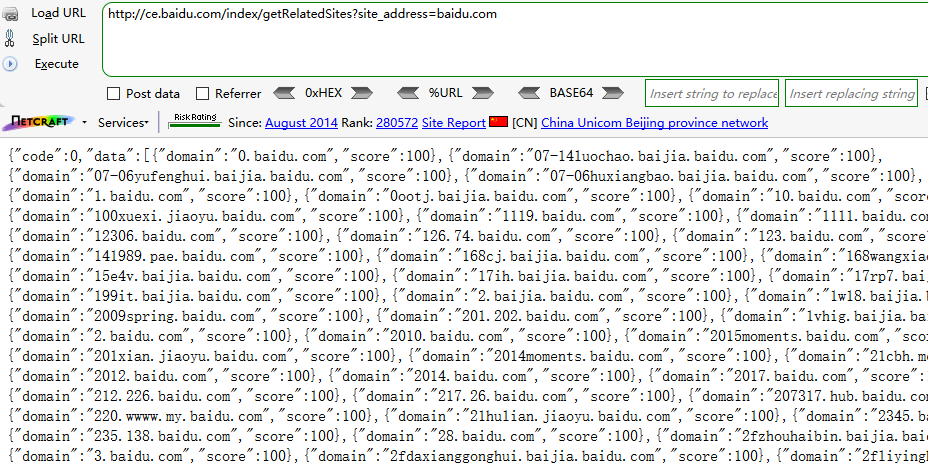 Load URL
http://ce.baidu.com/index/getRelatedSites?site_address=baidu.com
Split URL
Execute
Post data Referrer 0xHEX %URL BASE64 Insert string to replace Insert replacing string
NETCRAFT Services Risk Rating Since: August 2014 Rank: 280572 Site Report [CN] China Unicom Beijing province network
{"code":0,"data":[{"domain":"0.baidu.com","score":100},{"domain":"07-14luochao.baijia.baidu.com","score":100},
{"domain":"07-06yufenghui.baijia.baidu.com","score":100},{"domain":"07-06huxiangbao.baijia.baidu.com","score":100},
{"domain":"1.baidu.com","score":100},{"domain":"0ootj.baijia.baidu.com","score":100},{"domain":"10.baidu.com","score
{"domain":"100xuexi.jiaoyu.baidu.com","score":100},{"domain":"1119.baidu.com","score":100},{"domain":"1111.baidu.com
{"domain":"12306.baidu.com","score":100},{"domain":"126.74.baidu.com","score":100},{"domain":"123.baidu.com","score"
{"domain":"141989.pae.baidu.com","score":100},{"domain":"168cj.baijia.baidu.com","score":100},{"domain":"168wangxiao
{"domain":"15e4v.baijia.baidu.com","score":100},{"domain":"17ih.baijia.baidu.com","score":100},{"domain":"17rp7.baij
{"domain":"199it.baijia.baidu.com","score":100},{"domain":"2.baijia.baidu.com","score":100},{"domain":"1w18.baijia.b
{"domain":"2009spring.baidu.com","score":100},{"domain":"201.202.baidu.com","score":100},{"domain":"1vhig.baijia.bai
{"domain":"2.baidu.com","score":100},{"domain":"2010.baidu.com","score":100},{"domain":"2015moments.baidu.com","scor
{"domain":"201xian.jiaoyu.baidu.com","score":100},{"domain":"2014moments.baidu.com","score":100},{"domain":"21cbh.mo
{"domain":"2012.baidu.com","score":100},{"domain":"2014.baidu.com","score":100},{"domain":"2017.baidu.com","score":1
{"domain":"212.226.baidu.com","score":100},{"domain":"217.26.baidu.com","score":100},{"domain":"207317.hub.baidu.com
{"domain":"220.wwww.my.baidu.com","score":100},{"domain":"21hulian.jiaoyu.baidu.com","score":100},{"domain":"2345.ba
{"domain":"235.138.baidu.com","score":100},{"domain":"28.baidu.com","score":100},{"domain":"2fzhouhaibin.baijia.baid
{"domain":"3.baidu.com","score":100},{"domain":"2fdaxianggonghui.baijia.baidu.com","score":100},{"domain":"2fliyingh